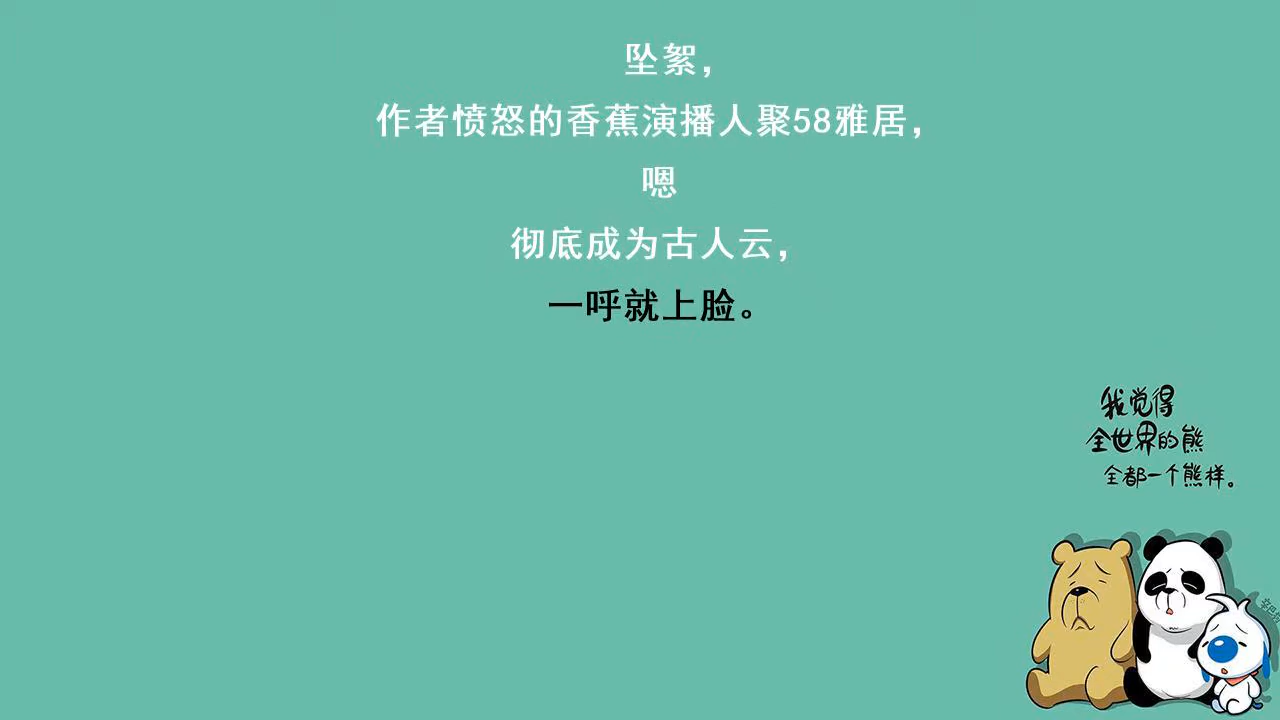 坠絮，
作者愤怒的香蕉演播人聚58雅居，
嗯
彻底成为古人云，
一呼就上脸。
我觉得
全世界的熊
全都一个熊样。